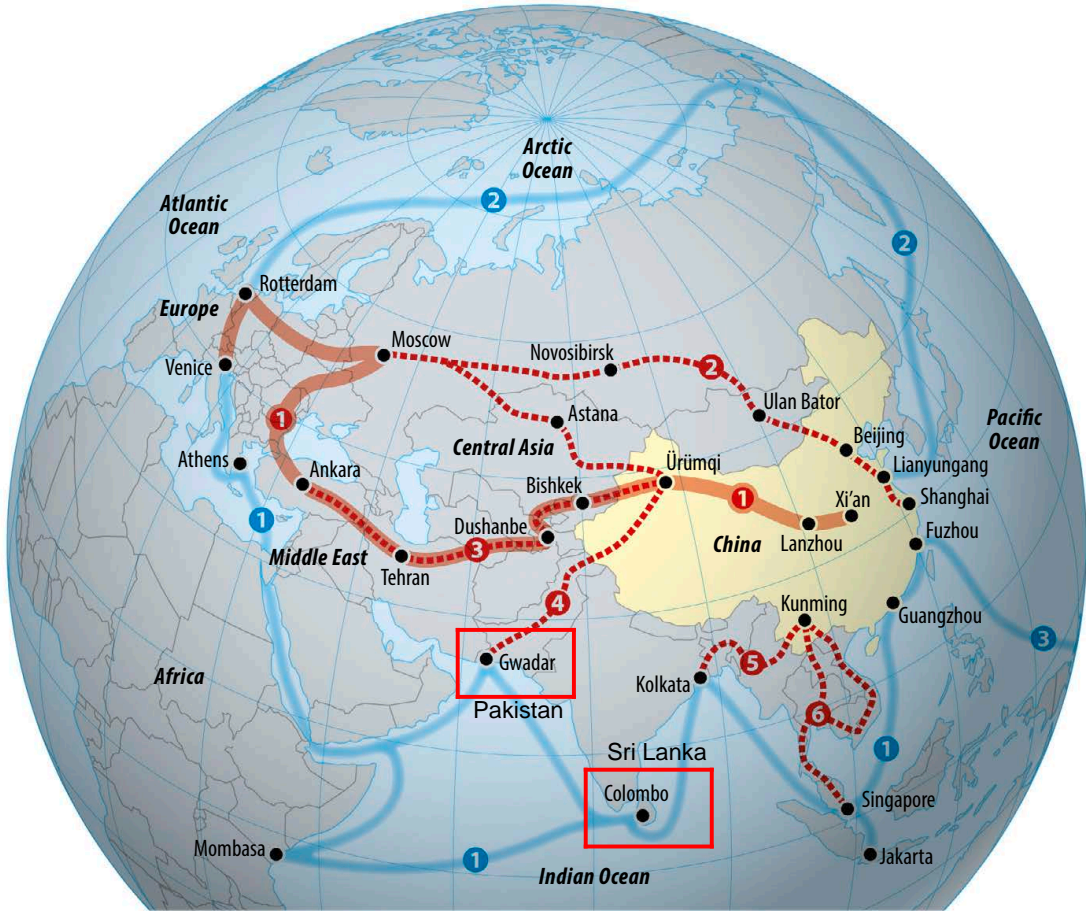 Arctic
Ocean
2
Atlantic
Ocean
2
Rotterdam
Europe
Moscow
Venice
Novosibirsk
2
Ulan Bator
Astana
1
Pacific
Ocean
Central Asia
Beijing
Athens
Ankara
Ürümqi
Lianyungang
Bishkek
1
Xi'an
Shanghai
1
Dushanbe
Fuzhou
Middle East
3
China
Lanzhou
Tehran
4
Kunming
Guangzhou
3
Gwadar
5
Africa
Kolkata
Pakistan
6
Sri Lanka
1
Colombo
Singapore
Mombasa
1
Jakarta
Indian Ocean